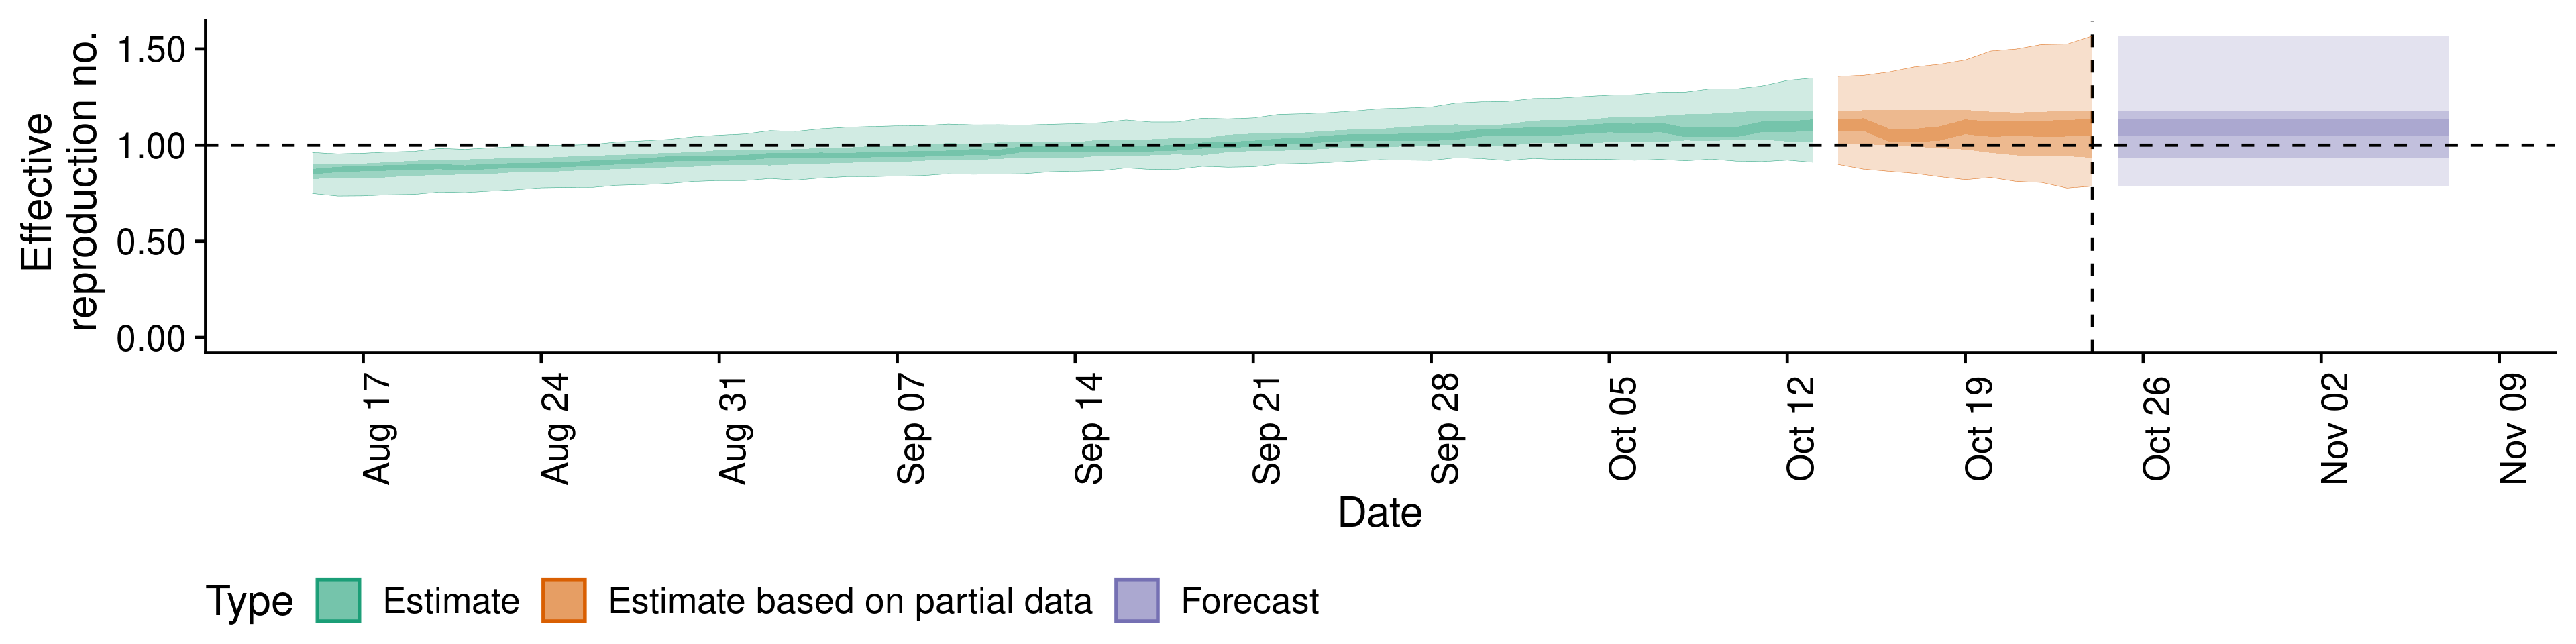 Effective
reproduction no.
1.50
1.00
0.50
0.00
Aug 17
Aug 24
Aug 31
Sep 07
Sep 14
Sep 21
Sep 28
Oct 05
Oct 12
Oct 19
Oct 26
Nov 02
Nov 09
Date
Type Estimate Estimate based on partial data Forecast